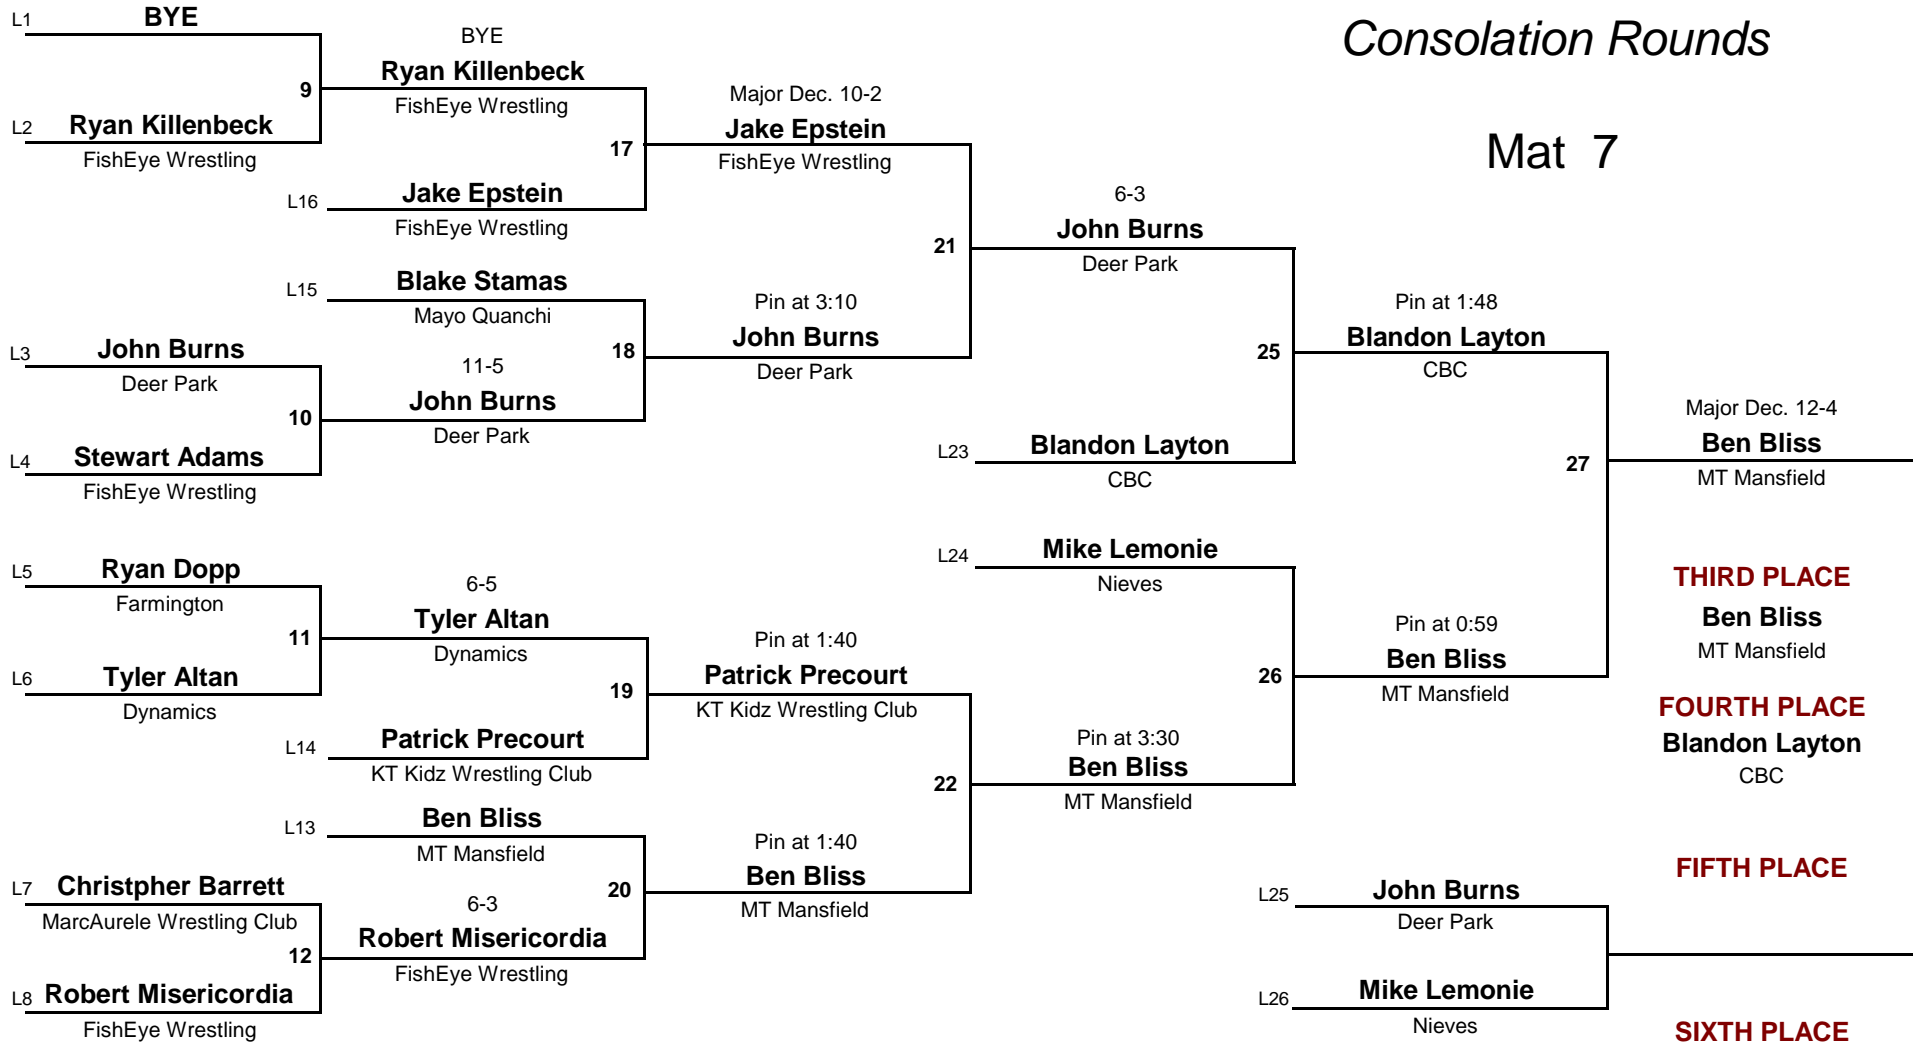 Consolation Rounds
Mat 7
L1 BYE
9
L2 Ryan Killenbeck
FishEye Wrestling
L3 John Burns
Deer Park
10
L4 Stewart Adams
FishEye Wrestling
L5 Ryan Dopp
Farmington
11
L6 Tyler Altan
Dynamics
L7 Christpher Barrett
MarcAurele Wrestling Club
12
L8 Robert Misericordia
FishEye Wrestling
BYE
Ryan Killenbeck
FishEye Wrestling
17
L16 Jake Epstein
FishEye Wrestling
L15 Blake Stamas
Mayo Quanchi
18
11-5
John Burns
Deer Park
6-5
Tyler Altan
Dynamics
19
L14 Patrick Precourt
KT Kidz Wrestling Club
L13 Ben Bliss
MT Mansfield
20
6-3
Robert Misericordia
FishEye Wrestling
Major Dec. 10-2
Jake Epstein
FishEye Wrestling
21
Pin at 3:10
John Burns
Deer Park
Pin at 1:40
Patrick Precourt
KT Kidz Wrestling Club
22
Pin at 1:40
Ben Bliss
MT Mansfield
6-3
John Burns
Deer Park
25
L23 Blandon Layton
CBC
L24 Mike Lemonie
Nieves
26
Pin at 3:30
Ben Bliss
MT Mansfield
Pin at 1:48
Blandon Layton
CBC
27
Pin at 0:59
Ben Bliss
MT Mansfield
L25 John Burns
Deer Park
L26 Mike Lemonie
Nieves
Major Dec. 12-4
Ben Bliss
MT Mansfield
THIRD PLACE
Ben Bliss
MT Mansfield
FOURTH PLACE
Blandon Layton
CBC
FIFTH PLACE
SIXTH PLACE